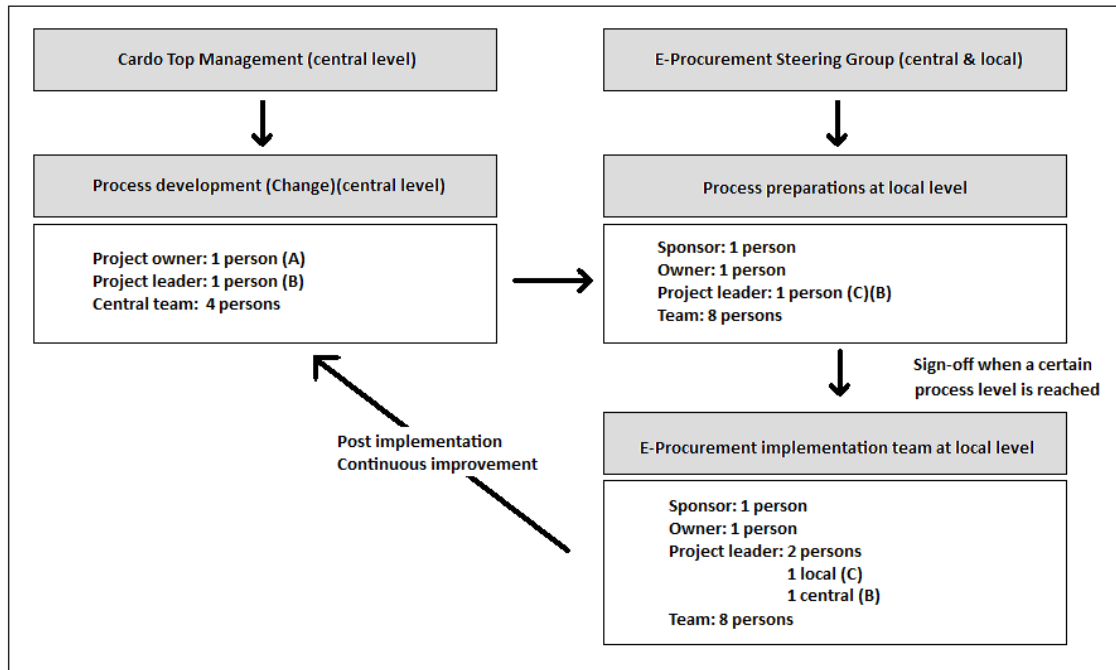 Cardo Top Management (central level)
E-Procurement Steering Group (central & local)
Process development (Change)(central level)
Project owner: 1 person (A)
Project leader: 1 person (B)
Central team:  4 persons
Process preparations at local level
Sponsor: 1 person
Owner: 1 person
Project leader: 1 person (C)(B)
Team: 8 persons
Sign-off when a certain
process level is reached
Post implementation
Continuous improvement
E-Procurement implementation team at local level
Sponsor: 1 person
Owner: 1 person
Project leader: 2 persons
1 local (C)
1 central (B)
Team: 8 persons